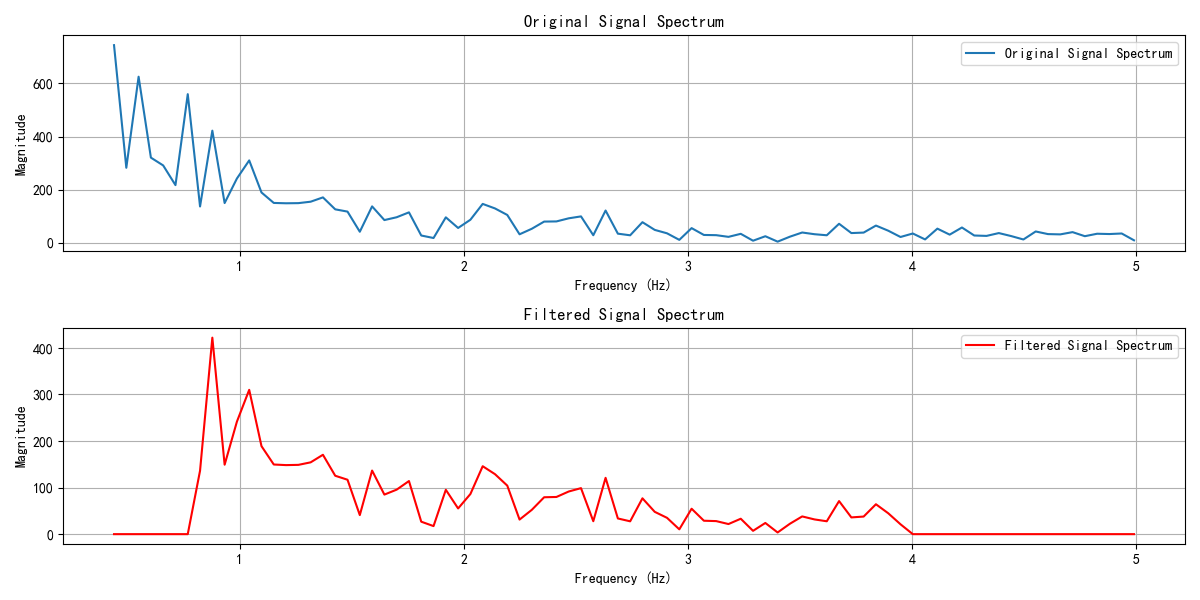 Original Signal Spectrum
Original Signal Spectrum
Magnitude
600
400
200
0
1
2
3
4
5
Frequency (Hz)
Filtered Signal Spectrum
Filtered Signal Spectrum
Magnitude
400
300
200
100
0
1
2
3
4
5
Frequency (Hz)